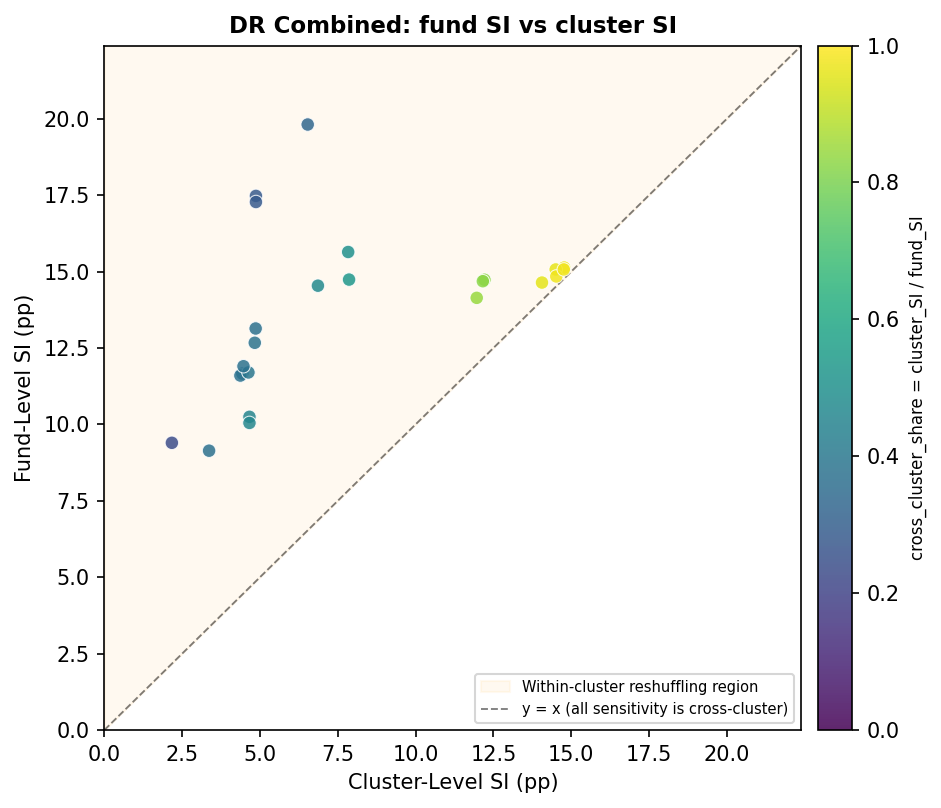 DR Combined: fund SI vs cluster SI
Fund-Level SI (pp)
20.0
17.5
15.0
12.5
10.0
7.5
5.0
2.5
0.0
0.0 2.5 5.0 7.5 10.0 12.5 15.0 17.5 20.0
Cluster-Level SI (pp)
Within-cluster reshuffling region
y = x (all sensitivity is cross-cluster)
1.0
0.8
0.6
0.4
0.2
0.0
cross_cluster_share = cluster_SI / fund_SI